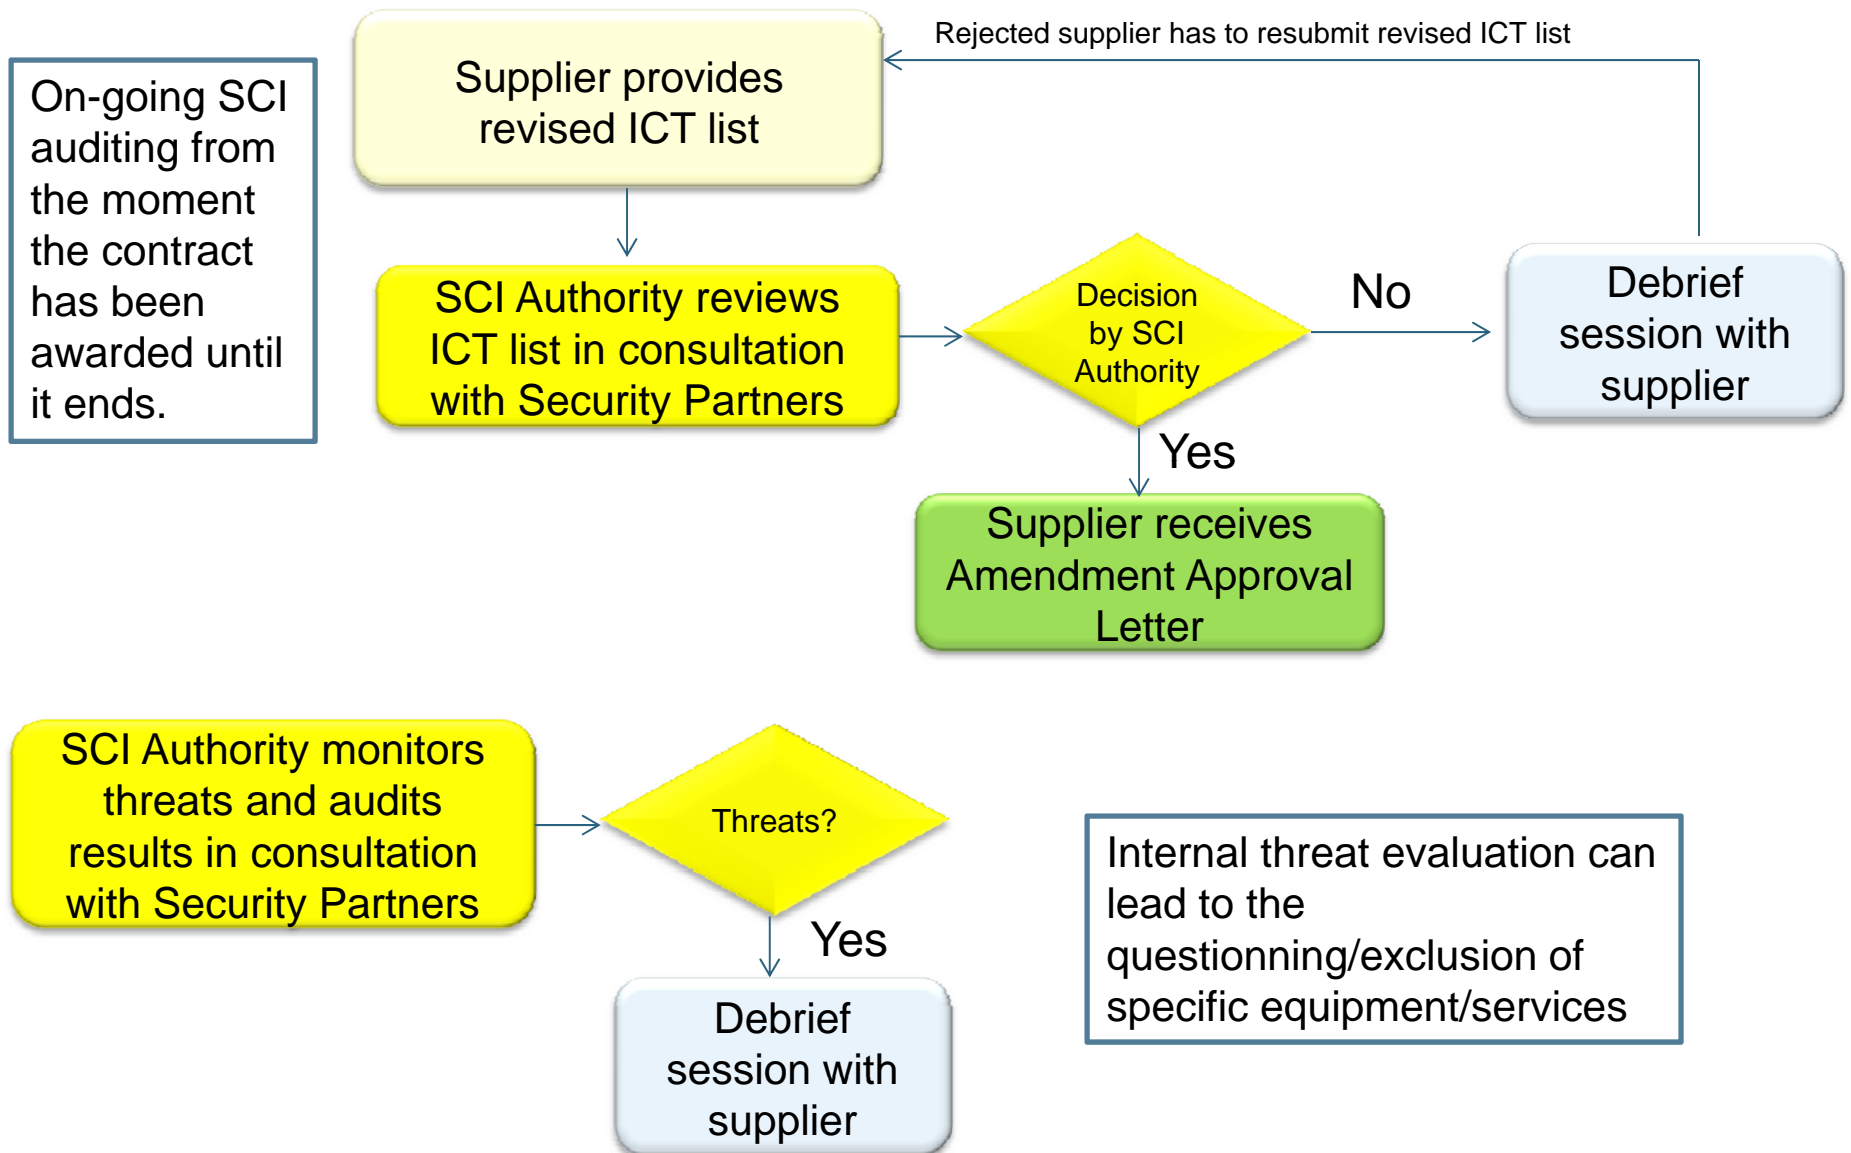 Rejected supplier has to resubmit revised ICT list
On-going SCI
auditing from
the moment
the contract
has been
awarded until
it ends.
Supplier provides
revised ICT list
SCI Authority reviews
ICT list in consultation
with Security Partners
Decision
by SCI
Authority
No
Debrief
session with
supplier
Yes
Supplier receives
Amendment Approval
Letter
SCI Authority monitors
threats and audits
results in consultation
with Security Partners
Threats?
Yes
Debrief
session with
supplier
Internal threat evaluation can
lead to the
questionning/exclusion of
specific equipment/services